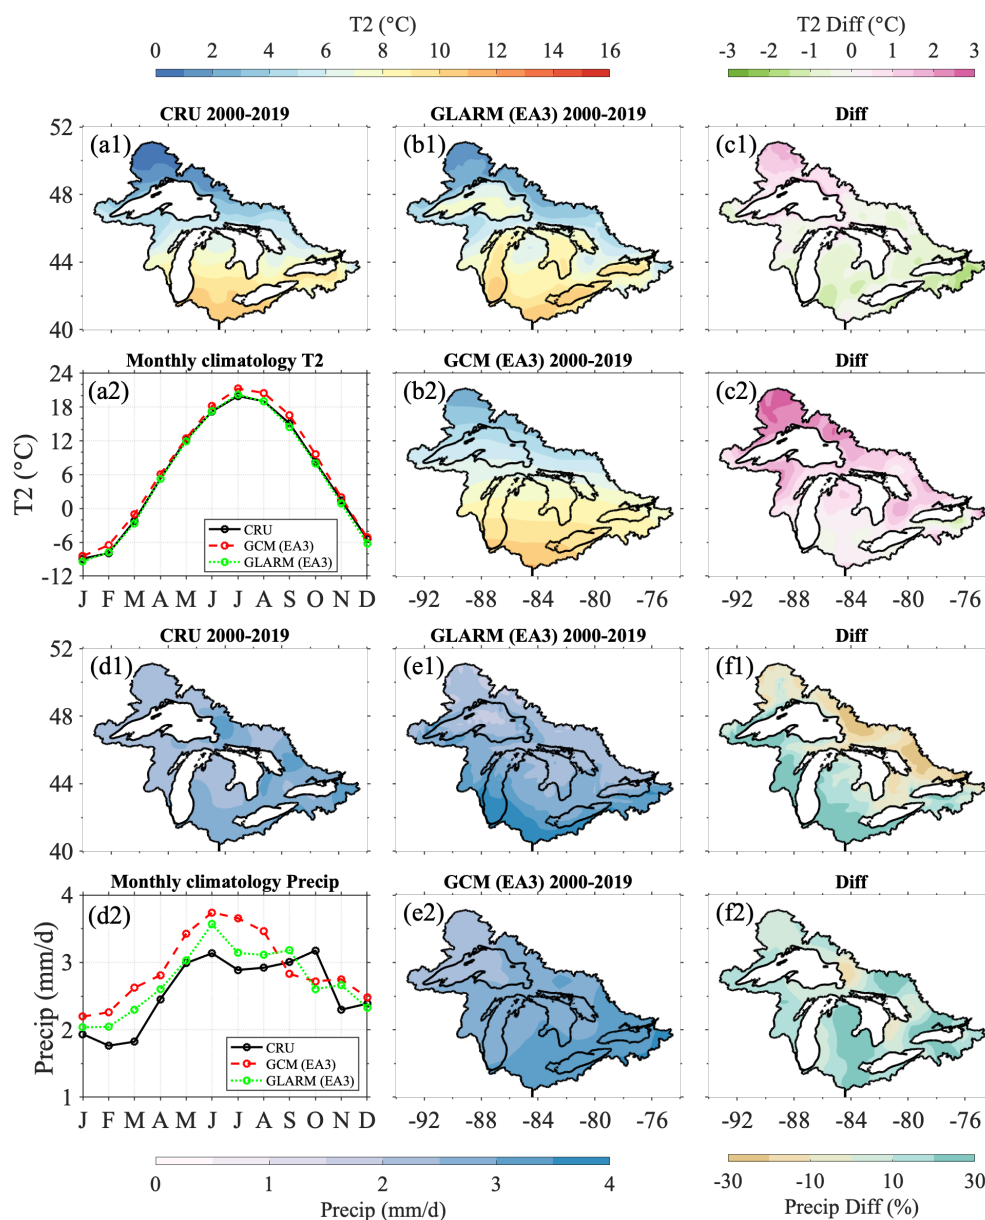 T2 (°C)
T2 Diff (°C)
0 2 4 6 8 10 12 14 16
-3 -2 -1 0 1 2 3
CRU 2000-2019
GLARM (EA3) 2000-2019
Diff
52
48
44
40
(a1)
(b1)
(c1)
Monthly climatology T2
GCM (EA3) 2000-2019
Diff
T2 (°C)
24
18
12
6
0
-6
-12
(a2)
(b2)
(c2)
CRU
GCM (EA3)
GLARM (EA3)
J F M A M J J A S O N D
-92 -88 -84 -80 -76
-92 -88 -84 -80 -76
CRU 2000-2019
GLARM (EA3) 2000-2019
Diff
52
48
44
40
(d1)
(e1)
(f1)
Monthly climatology Precip
GCM (EA3) 2000-2019
Diff
Precip (mm/d)
4
3
2
1
(d2)
(e2)
(f2)
CRU
GCM (EA3)
GLARM (EA3)
J F M A M J J A S O N D
-92 -88 -84 -80 -76
-92 -88 -84 -80 -76
0 1 2 3 4
Precip (mm/d)
-30 -10 10 30
Precip Diff (%)